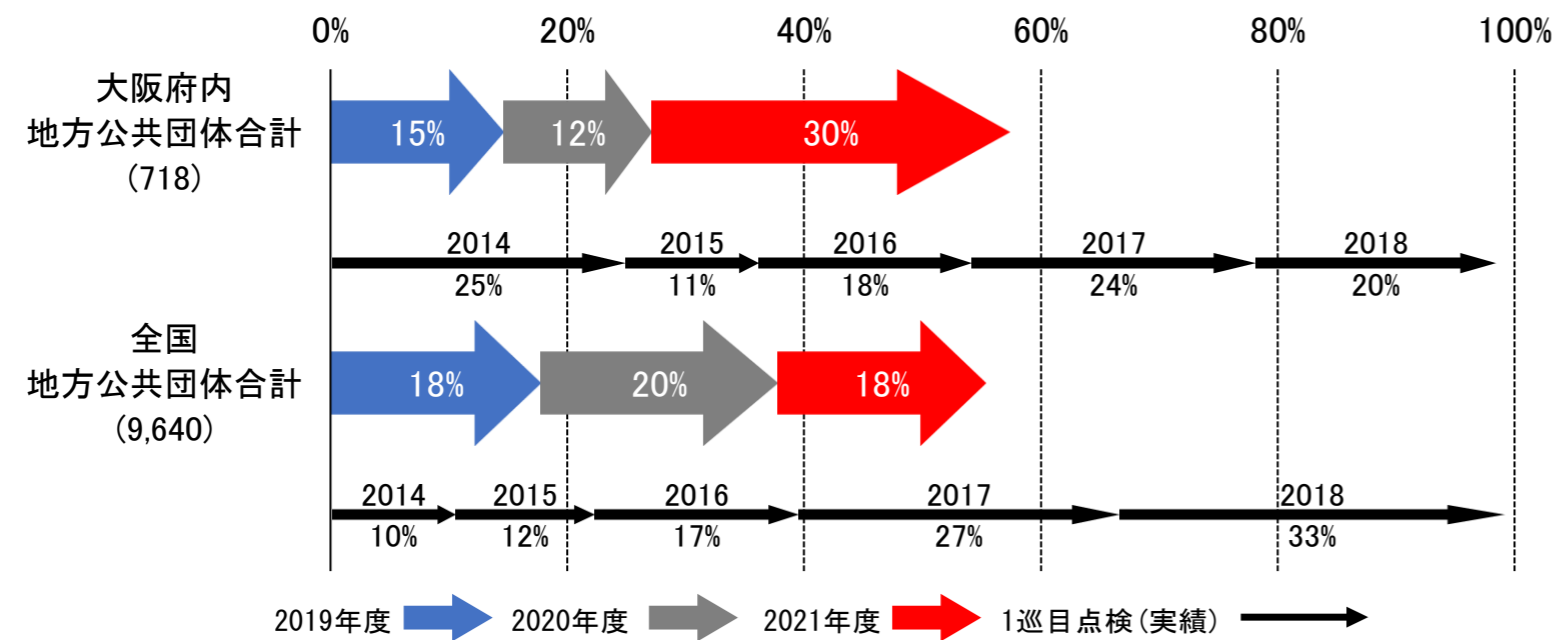 0% 20% 40% 60% 80% 100%
大阪府内
地方公共団体合計
(718)
15% 12% 30%
2014 2015 2016 2017 2018
25% 11% 18% 24% 20%
全国
地方公共団体合計
(9,640)
18% 20% 18%
2014 2015 2016 2017 2018
10% 12% 17% 27% 33%
2019年度 2020年度 2021年度 1巡目点検(実績)